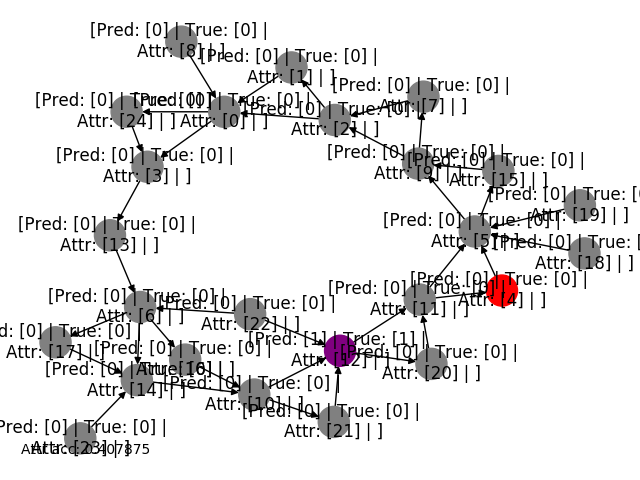 [Pred: [0] | True: [0] |
Attr: [8] | ]
[Pred: [0] | True: [0] |
Attr: [1] | ]
[Pred: [0] | True: [0] |
Attr: [7] | ]
[Pred: [0] | True: [0] |
Attr: [24] | ]
[Pred: [0] | True: [0] |
Attr: [0] | ]
[Pred: [0] | True: [0] |
Attr: [2] | ]
[Pred: [0] | True: [0] |
Attr: [3] | ]
[Pred: [0] | True: [0] |
Attr: [9] | ]
[Pred: [0] | True: [0] |
Attr: [15] | ]
[Pred: [0] | True: [0]
Attr: [19] | ]
[Pred: [0] | True: [0] |
Attr: [13] | ]
[Pred: [0] | True: [0] |
Attr: [5] | ]
[Pred: [0] | True: [0]
Attr: [18] | ]
[Pred: [0] | True: [0] |
Attr: [4] | ]
[Pred: [0] | True: [0] |
Attr: [11] | ]
[Pred: [0] | True: [0] |
Attr: [6] | ]
[Pred: [0] | True: [0] |
Attr: [22] | ]
[0] | True: [0] |
Attr: [17] | ]
[Pred: [1] | True: [1] |
Attr: [12] | ]
[Pred: [0] | True: [0] |
Attr: [16] | ]
[Pred: [0] | True: [0] |
Attr: [20] | ]
[Pred: [0] | True: [0] |
Attr: [14] | ]
[Pred: [0] | True: [0] |
Attr: [10] | ]
[Pred: [0] | True: [0] |
Attr: [21] | ]
Pred: [0] | True: [0] |
Attr: [23] | ]